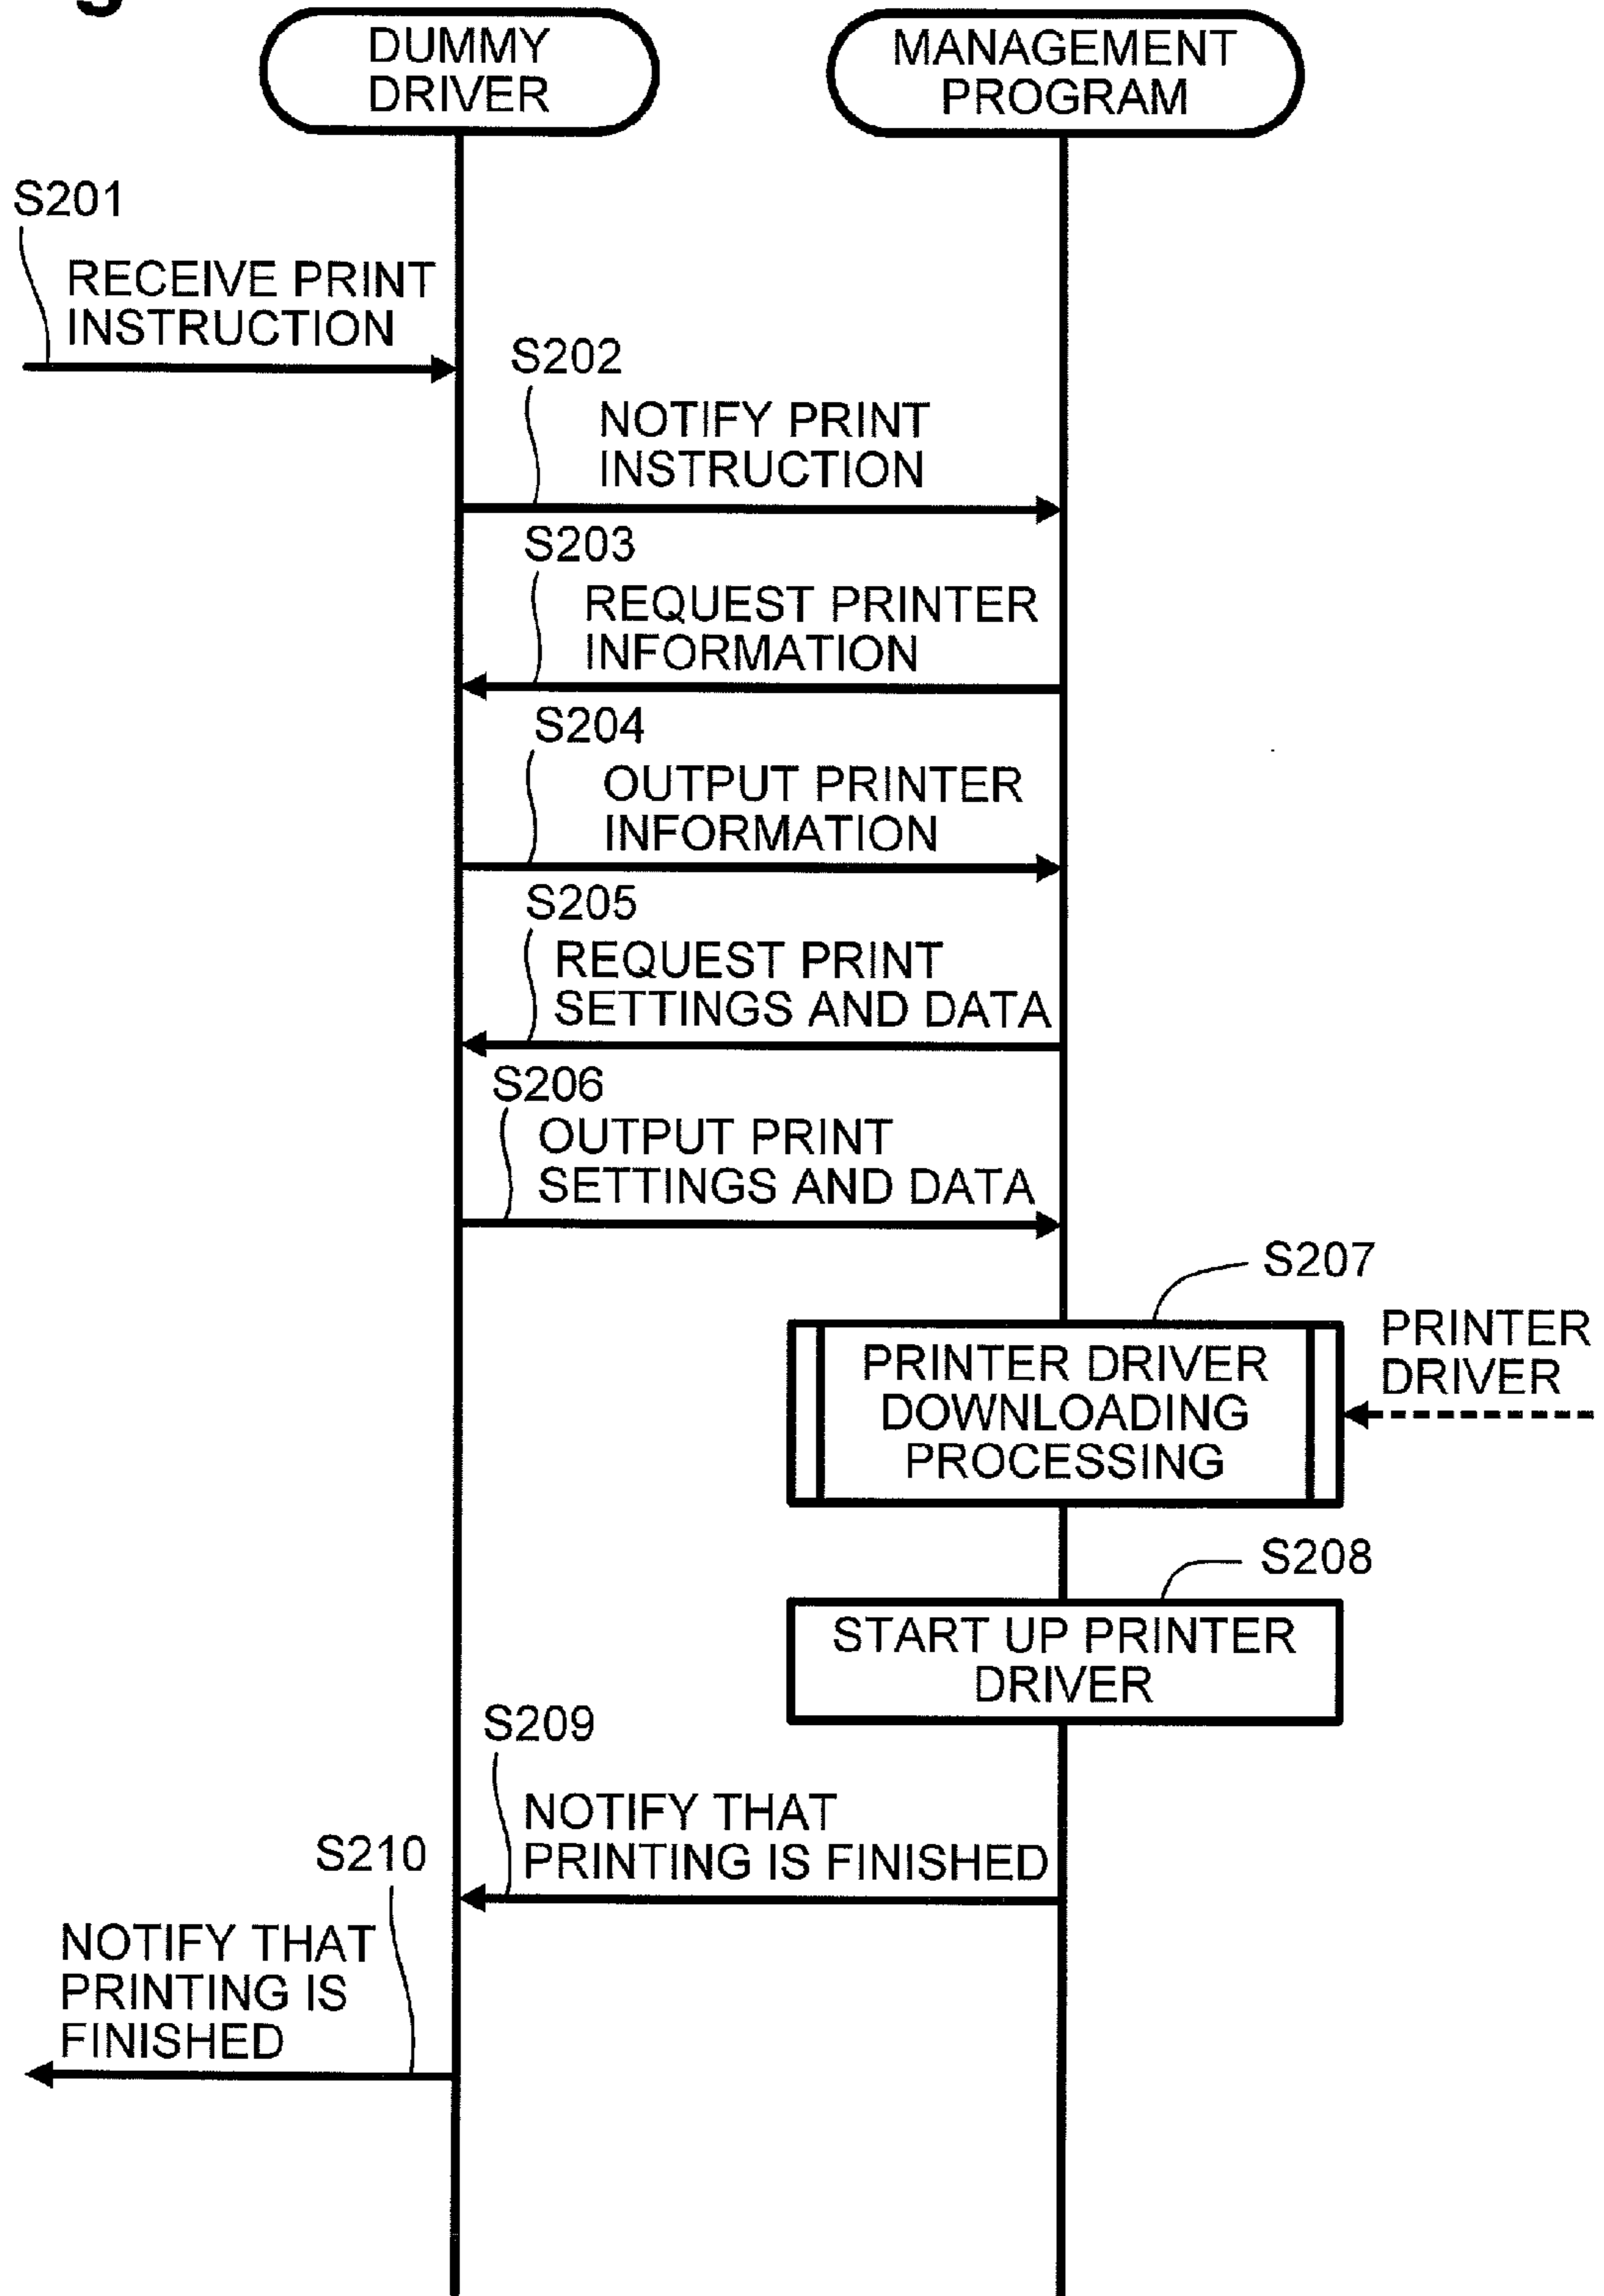 DUMMY
DRIVER
MANAGEMENT
PROGRAM
S201
RECEIVE PRINT
INSTRUCTION
S202
NOTIFY PRINT
INSTRUCTION
S203
REQUEST PRINTER
INFORMATION
S204
OUTPUT PRINTER
INFORMATION
S205
REQUEST PRINT
SETTINGS AND DATA
S206
OUTPUT PRINT
SETTINGS AND DATA
S207
PRINTER DRIVER
DOWNLOADING
PROCESSING
PRINTER
DRIVER
S208
START UP PRINTER
DRIVER
S209
NOTIFY THAT
PRINTING IS FINISHED
S210
NOTIFY THAT
PRINTING IS
FINISHED